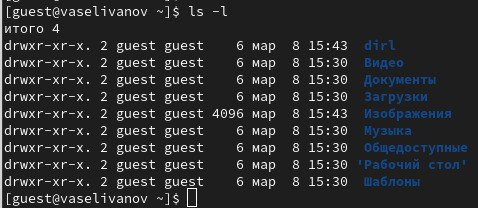 [guest@vaselivanov ~]$ ls -l
итого 4
drwxr-xr-x. 2 guest guest    6 мар  8 15:43  dirl
drwxr-xr-x. 2 guest guest    6 мар  8 15:30  Видео
drwxr-xr-x. 2 guest guest    6 мар  8 15:30  Документы
drwxr-xr-x. 2 guest guest    6 мар  8 15:30  Загрузки
drwxr-xr-x. 2 guest guest 4096 мар  8 15:43  Изображения
drwxr-xr-x. 2 guest guest    6 мар  8 15:30  Музыка
drwxr-xr-x. 2 guest guest    6 мар  8 15:30  Общедоступные
drwxr-xr-x. 2 guest guest    6 мар  8 15:30 'Рабочий стол'
drwxr-xr-x. 2 guest guest    6 мар  8 15:30  Шаблоны
[guest@vaselivanov ~]$